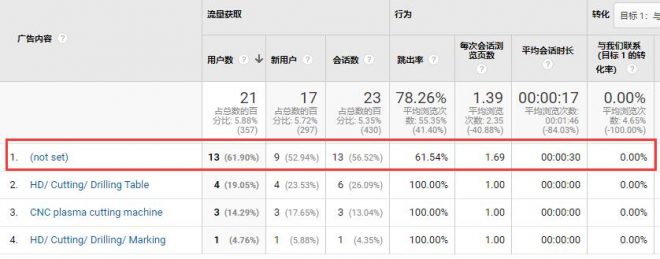 广告内容 流量获取 行为 转化 目标 1：与
用户数 新用户 会话数 跳出率 每次会话浏览页数 平均会话时长 与我们联系 (目标 1 的转化率)
21 占总数的百分比: 5.88% (357) 17 占总数的百分比: 5.72% (297) 23 占总数的百分比: 5.35% (430) 78.26% 平均浏览次数: 55.35% (41.40%) 1.39 平均浏览次数: 2.35 (-40.88%) 00:00:17 平均浏览次数: 00:01:46 (-84.03%) 0.00% 平均浏览次数: 4.65% (-100.00%)
1. (not set) 13 (61.90%) 9 (52.94%) 13 (56.52%) 61.54% 1.69 00:00:30 0.00%
2. HD/ Cutting/ Drilling Table 4 (19.05%) 4 (23.53%) 6 (26.09%) 100.00% 1.00 00:00:00 0.00%
3. CNC plasma cutting machine 3 (14.29%) 3 (17.65%) 3 (13.04%) 100.00% 1.00 00:00:00 0.00%
4. HD/ Cutting/ Drilling/ Marking 1 (4.76%) 1 (5.88%) 1 (4.35%) 100.00% 1.00 00:00:00 0.00%